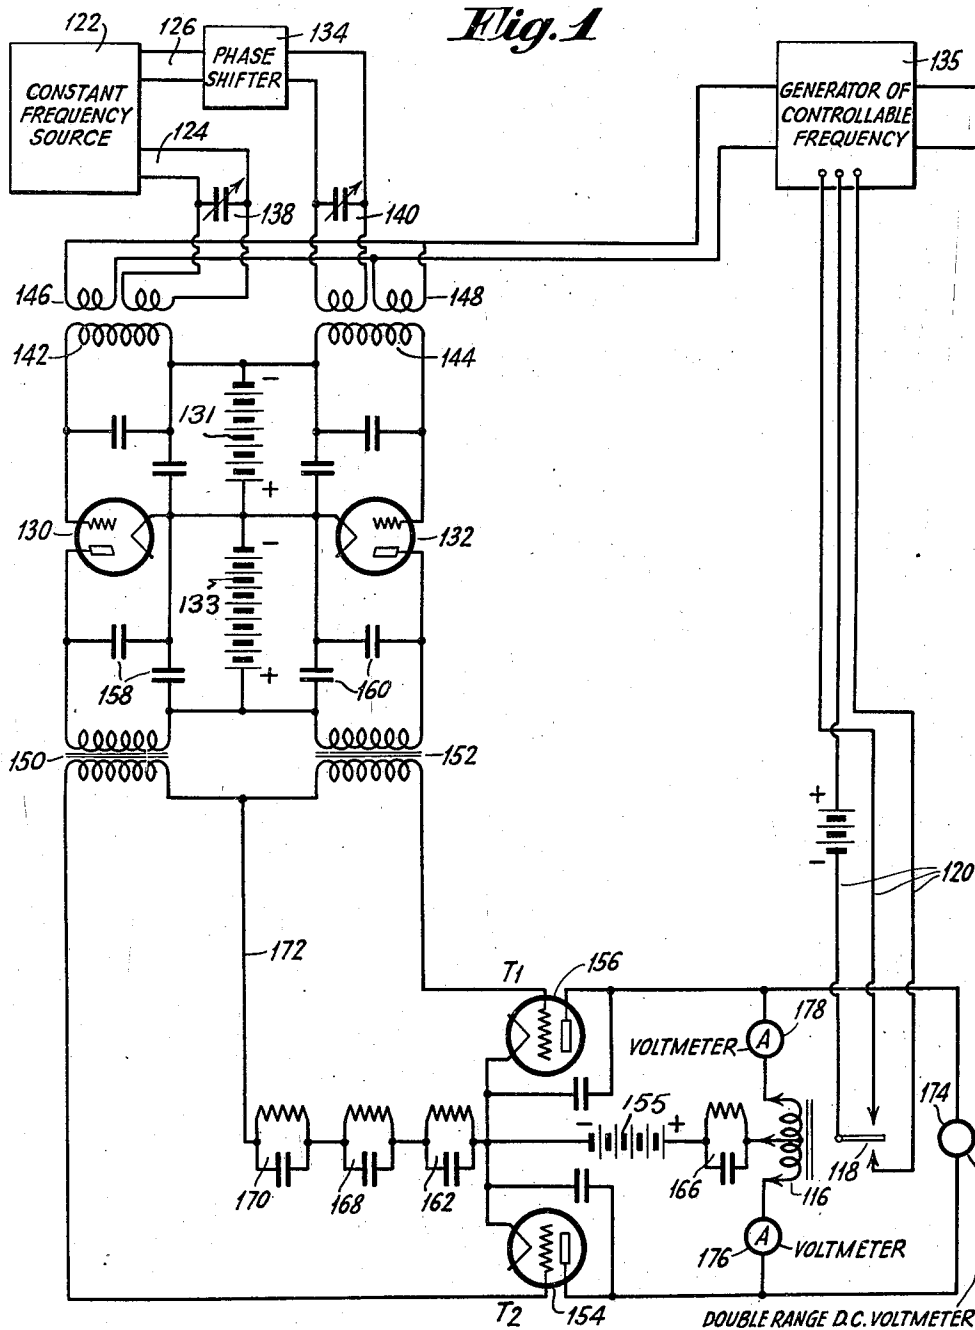 Fig.1
122
126
134
135
CONSTANT
FREQUENCY
SOURCE
PHASE
SHIFTER
GENERATOR OF
CONTROLLABLE
FREQUENCY
124
138
140
146
148
142
144
-
131
+
130
132
-
133
+
158
160
150
152
+
-
120
172
T1
156
178
VOLTMETER
A
174
155
+
-
170
168
162
166
116
118
176
A
VOLTMETER
T2
154
DOUBLE RANGE D.C. VOLTMETER